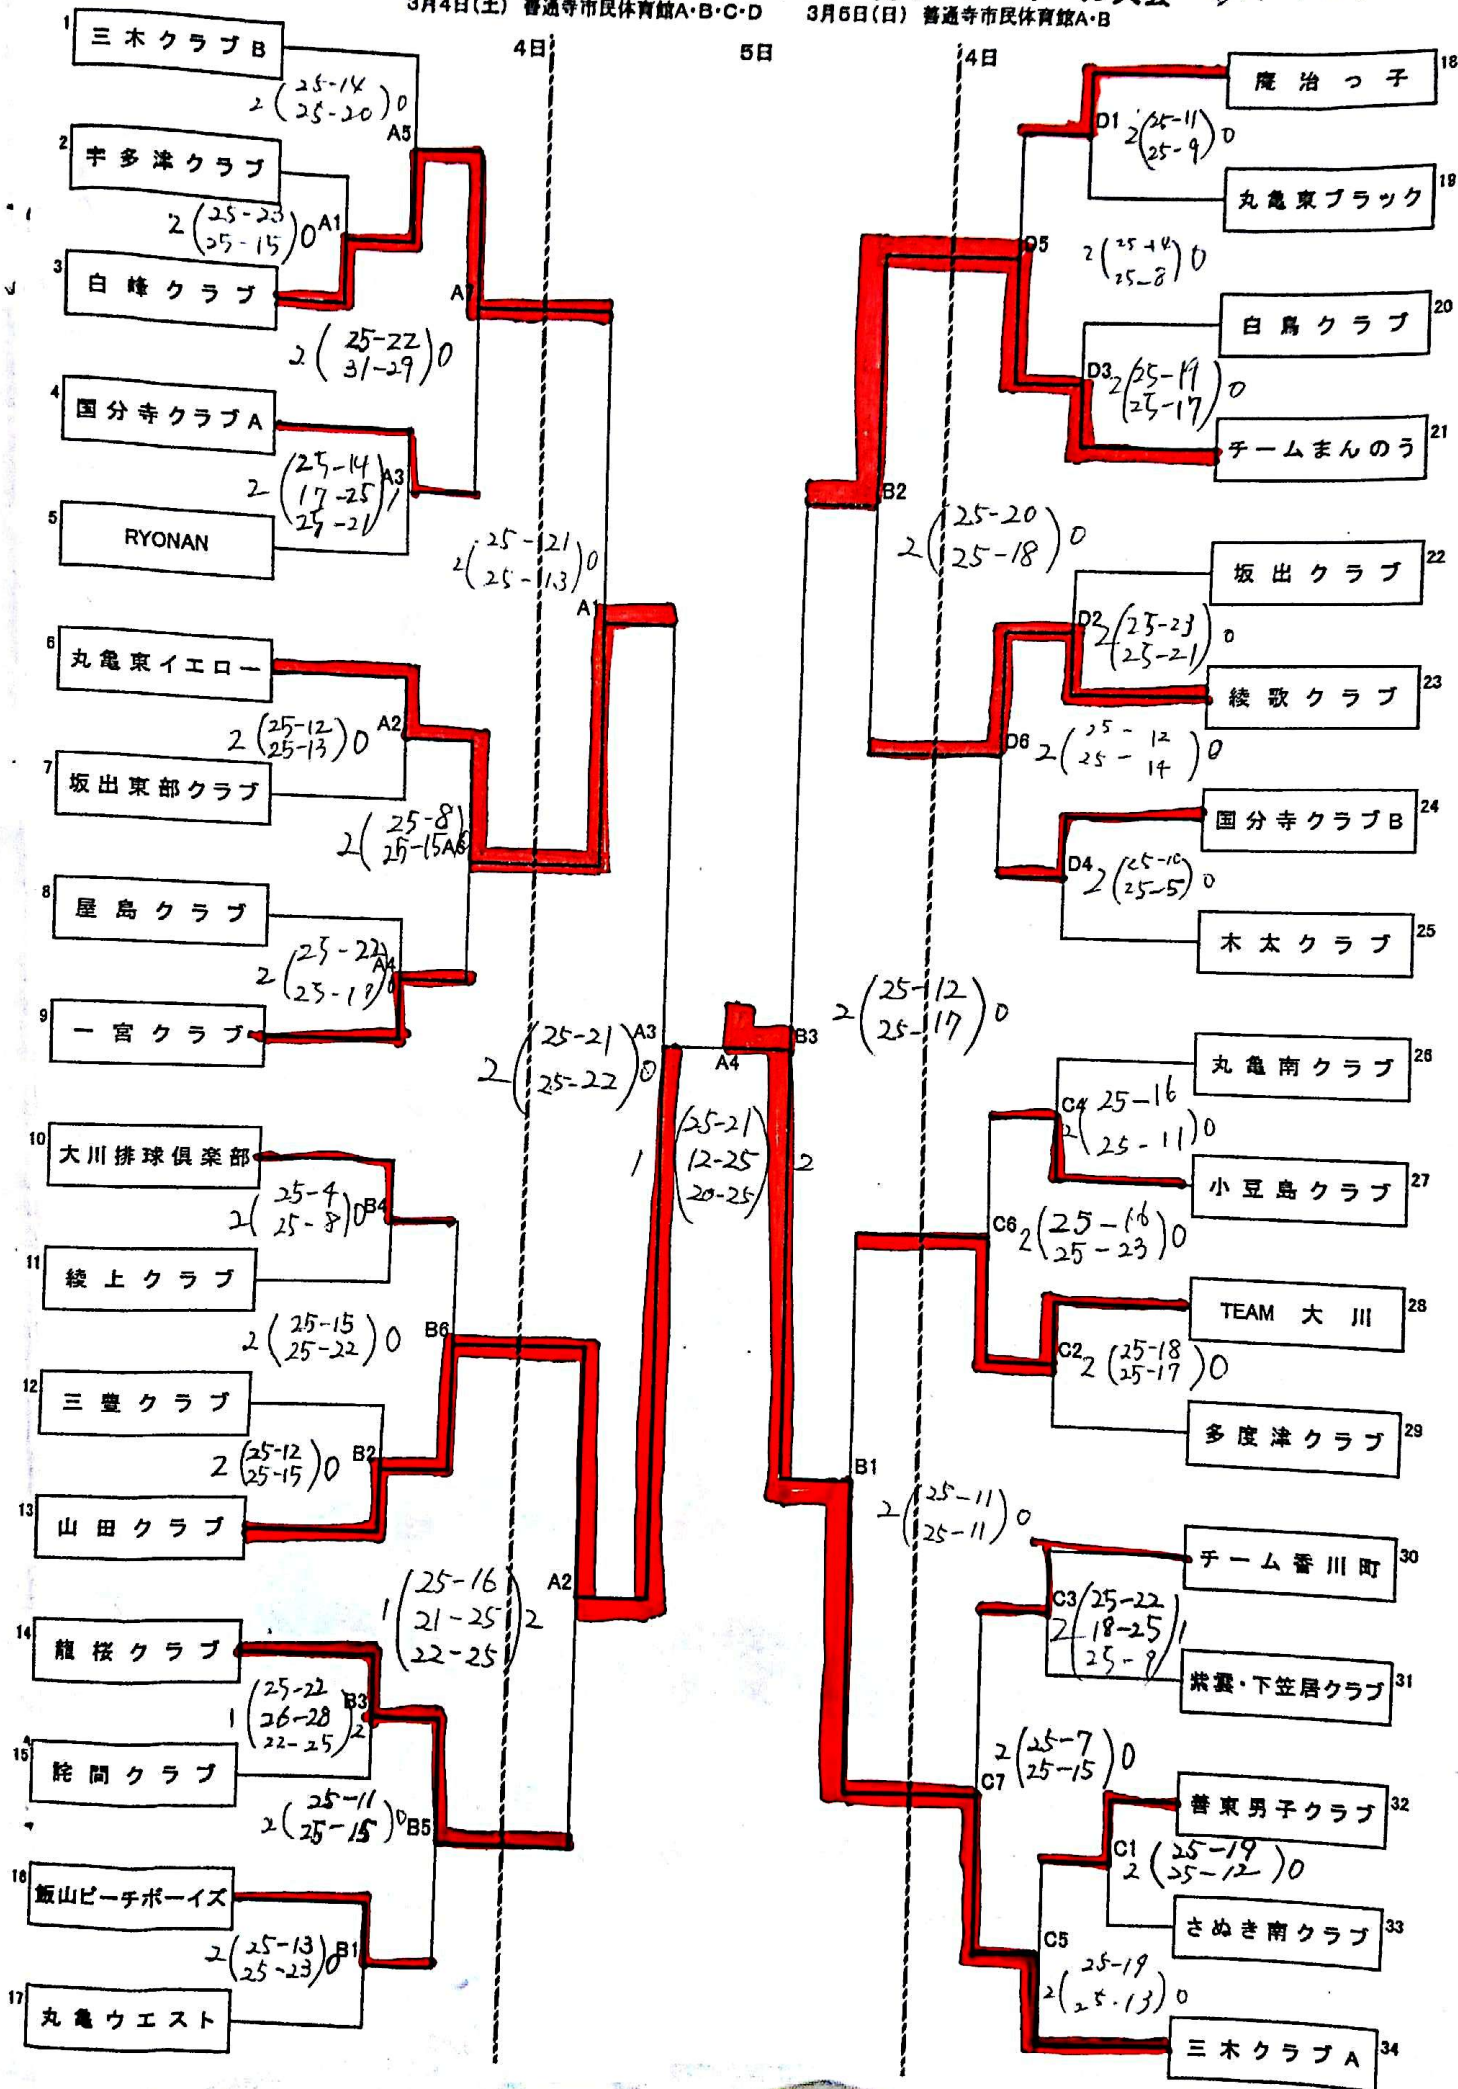 3月4日(土) 善通寺市民体育館A・B・C・D 3月5日(日) 善通寺市民体育館A・B
4日
5日
4日
1 三木クラブB
2 (25-14 25-20) 0
A5
2 宇多津クラブ
2 (25-23 25-15) 0 A1
3 白峰クラブ
A7
2 (25-22 31-29) 0
4 国分寺クラブA
2 (25-14 17-25 25-21) 1 A3
5 RYONAN
2 (25-21 25-13) 0
A1
6 丸亀東イエロー
2 (25-12 25-13) 0 A2
7 坂出東部クラブ
2 (25-8 25-15 A6
8 屋島クラブ
2 (25-22 A4
9 一宮クラブ
2 (25-21 25-22) 0 A3
10 大川排球倶楽部
2 (25-4 25-8) 0 B4
11 綾上クラブ
2 (25-15 25-22) 0
B6
12 三豊クラブ
2 (25-12 25-15) 0 B2
13 山田クラブ
1 (25-16 21-25 22-25) 2
A2
14 龍桜クラブ
1 (25-22 26-28 22-25) 2 B3
15 詫間クラブ
2 (25-11 25-15) 0 B5
16 飯山ピーチボーイズ
2 (25-13 25-23) 0 B1
17 丸亀ウエスト
A4
1 (25-21 12-25 20-25) 2
B3
18 庵治っ子
D1 2 (25-11 25-9) 0
19 丸亀東ブラック
D5
2 (25-14 25-8) 0
20 白鳥クラブ
D3 2 (25-19 25-17) 0
21 チームまんのう
B2
2 (25-20 25-18) 0
22 坂出クラブ
D2 2 (25-23 25-21) 0
23 綾歌クラブ
D6 2 (25-12 25-14) 0
24 国分寺クラブB
D4 2 (25-10 25-5) 0
25 木太クラブ
2 (25-12 25-17) 0
26 丸亀南クラブ
C4 2 (25-16 25-11) 0
27 小豆島クラブ
C6 2 (25-16 25-23) 0
28 TEAM 大川
C2 2 (25-18 25-17) 0
29 多度津クラブ
B1
2 (25-11 25-11) 0
30 チーム香川町
C3 2 (25-22 18-25 25-9) 1
31 紫雲・下笠居クラブ
C7 2 (25-7 25-15) 0
32 善東男子クラブ
C1 2 (25-19 25-12) 0
33 さぬき南クラブ
C5
2 (25-19 25-13) 0
34 三木クラブA